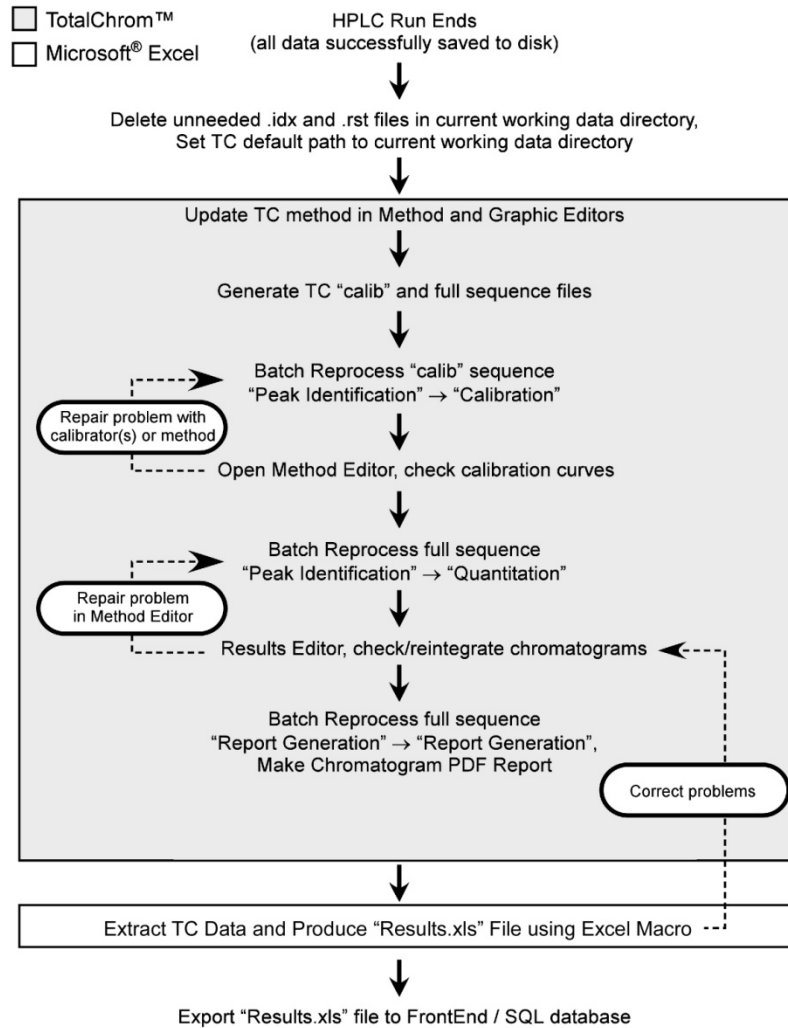 TotalChrom™
Microsoft® Excel
HPLC Run Ends
(all data successfully saved to disk)
Delete unneeded .idx and .rst files in current working data directory,
Set TC default path to current working data directory
Update TC method in Method and Graphic Editors
Generate TC “calib” and full sequence files
Batch Reprocess “calib” sequence
“Peak Identification” → “Calibration”
Repair problem with
calibrator(s) or method
Open Method Editor, check calibration curves
Batch Reprocess full sequence
“Peak Identification” → “Quantitation”
Repair problem
in Method Editor
Results Editor, check/reintegrate chromatograms
Batch Reprocess full sequence
“Report Generation” → “Report Generation”,
Make Chromatogram PDF Report
Correct problems
Extract TC Data and Produce “Results.xls” File using Excel Macro
Export “Results.xls” file to FrontEnd / SQL database